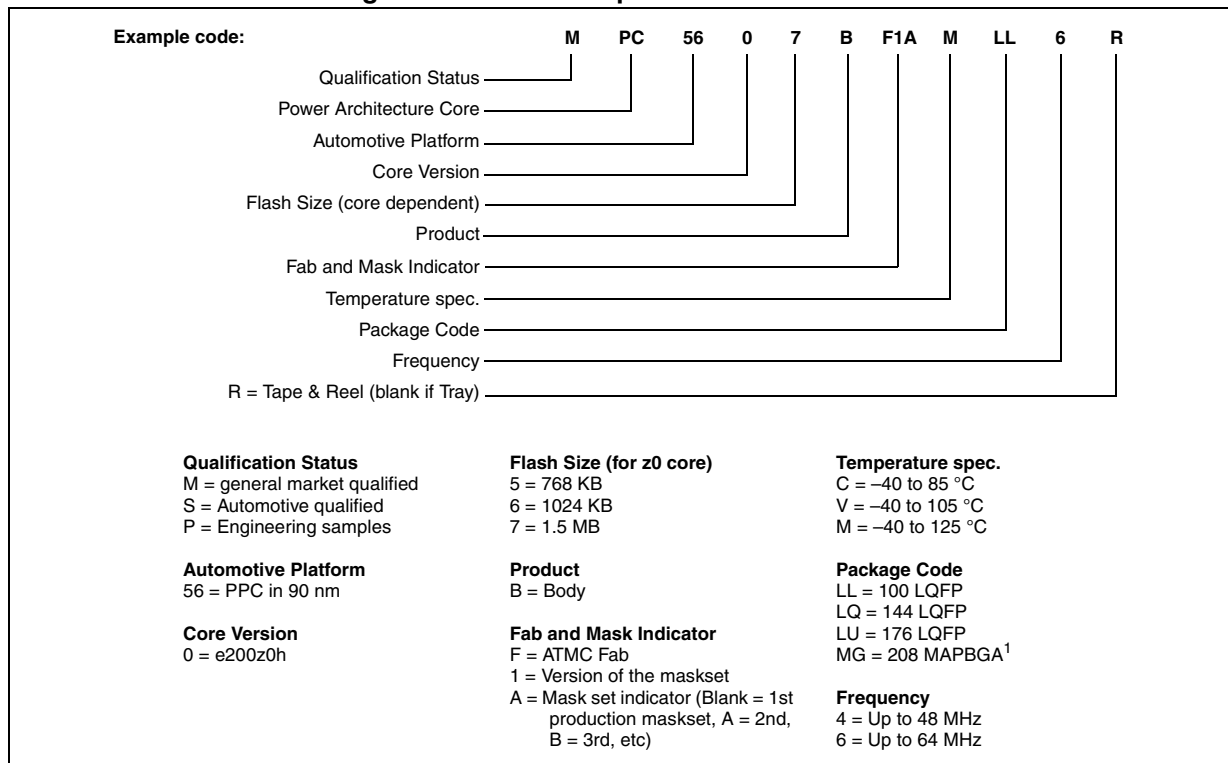 Example code: M PC 56 0 7 B F1A M LL 6 R
Qualification Status
Power Architecture Core
Automotive Platform
Core Version
Flash Size (core dependent)
Product
Fab and Mask Indicator
Temperature spec.
Package Code
Frequency
R = Tape & Reel (blank if Tray)
Qualification Status
M = general market qualified
S = Automotive qualified
P = Engineering samples
Automotive Platform
56 = PPC in 90 nm
Core Version
0 = e200z0h
Flash Size (for z0 core)
5 = 768 KB
6 = 1024 KB
7 = 1.5 MB
Product
B = Body
Fab and Mask Indicator
F = ATMC Fab
1 = Version of the maskset
A = Mask set indicator (Blank = 1st
production maskset, A = 2nd,
B = 3rd, etc)
Temperature spec.
C = –40 to 85 °C
V = –40 to 105 °C
M = –40 to 125 °C
Package Code
LL = 100 LQFP
LQ = 144 LQFP
LU = 176 LQFP
MG = 208 MAPBGA1
Frequency
4 = Up to 48 MHz
6 = Up to 64 MHz